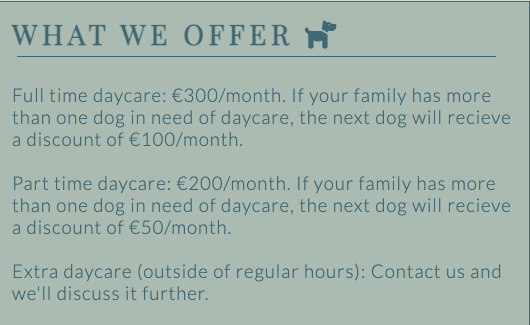 WHAT WE OFFER
Full time daycare: €300/month. If your family has more
than one dog in need of daycare, the next dog will recieve
a discount of €100/month.
Part time daycare: €200/month. If your family has more
than one dog in need of daycare, the next dog will recieve
a discount of €50/month.
Extra daycare (outside of regular hours): Contact us and
we'll discuss it further.